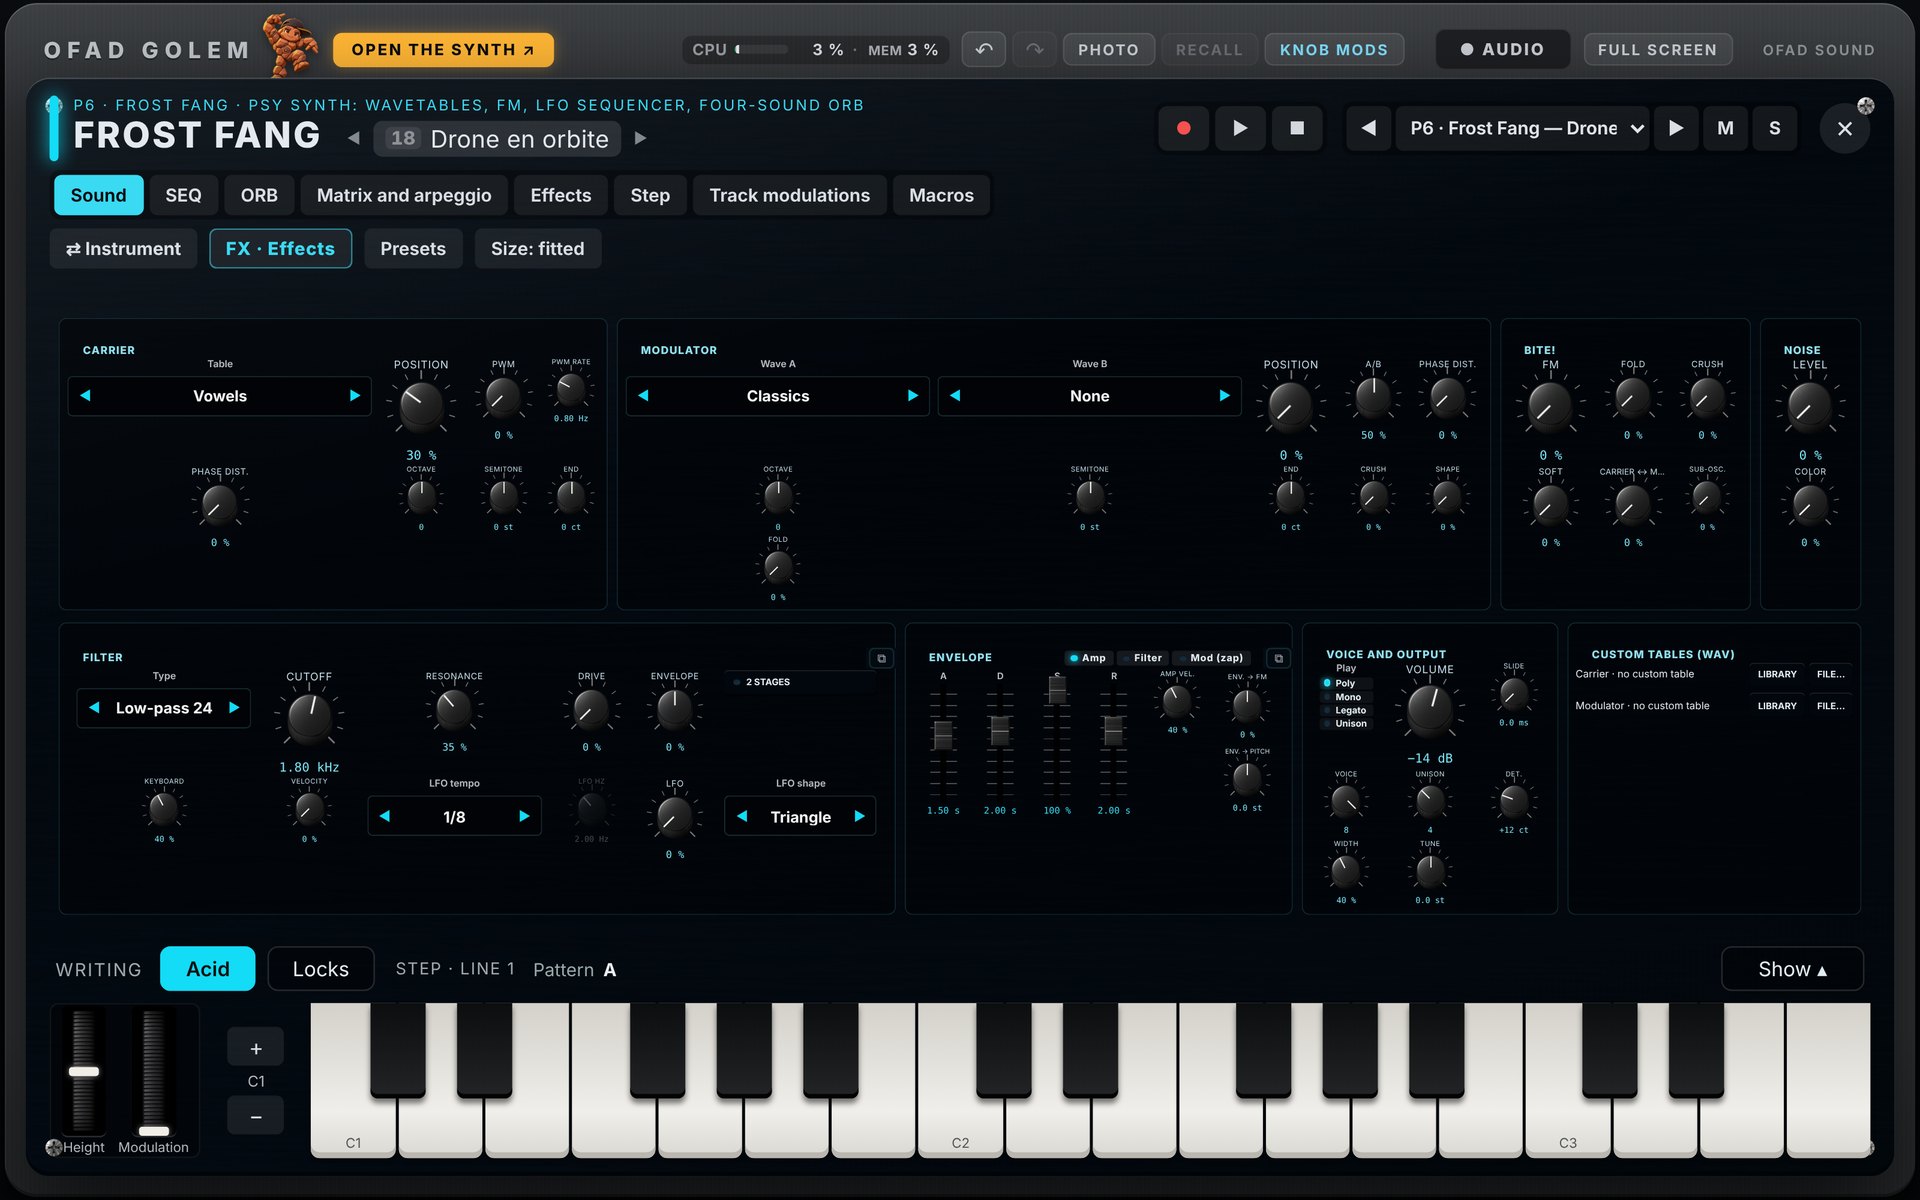 OFAD GOLEM
OPEN THE SYNTH ↗
CPU 3 % · MEM 3 %
↶ ↷ PHOTO RECALL KNOB MODS
AUDIO FULL SCREEN OFAD SOUND
P6 · FROST FANG · PSY SYNTH: WAVETABLES, FM, LFO SEQUENCER, FOUR-SOUND ORB
FROST FANG ◀ 18 Drone en orbite ▶
P6 · Frost Fang — Drone M S ✕
Sound SEQ ORB Matrix and arpeggio Effects Step Track modulations Macros
⇄ Instrument FX · Effects Presets Size: fitted
CARRIER
Table POSITION PWM PWM RATE
Vowels
0.80 Hz
0 %
30 %
PHASE DIST. OCTAVE SEMITONE END
0 0 st 0 ct
0 %
MODULATOR
Wave A Wave B POSITION A/B PHASE DIST.
Classics None
50 % 0 %
0 %
OCTAVE SEMITONE END CRUSH SHAPE
0 0 st 0 ct 0 % 0 %
FOLD
0 %
BITE!
FM FOLD CRUSH
0 % 0 %
0 %
SOFT CARRIER ↔ M... SUB-OSC.
0 % 0 % 0 %
NOISE
LEVEL
0 %
COLOR
0 %
FILTER
Type CUTOFF RESONANCE DRIVE ENVELOPE 2 STAGES
Low-pass 24
35 % 0 % 0 %
1.80 kHz
KEYBOARD VELOCITY LFO tempo LFO HZ LFO LFO shape
1/8 Triangle
40 % 0 % 2.00 Hz
0 %
ENVELOPE Amp Filter Mod (zap)
A D S R AMP VEL. ENV. → FM
40 % 0 %
ENV. → PITCH
1.50 s 2.00 s 100 % 2.00 s 0.0 st
VOICE AND OUTPUT
Play VOLUME SLIDE
Poly
Mono
Legato
Unison
0.0 ms
−14 dB
VOICE UNISON DET.
8 4 +12 ct
WIDTH TUNE
40 % 0.0 st
CUSTOM TABLES (WAV)
Carrier · no custom table LIBRARY FILE...
Modulator · no custom table LIBRARY FILE...
WRITING Acid Locks STEP · LINE 1 Pattern A Show ▴
+
C1
−
Height Modulation
C1 C2 C3